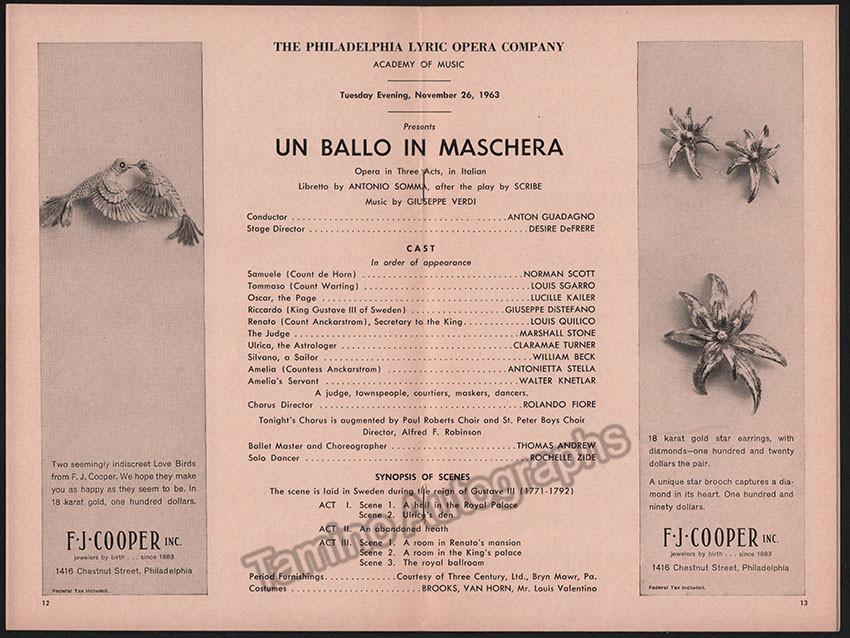 THE PHILADELPHIA LYRIC OPERA COMPANY
ACADEMY OF MUSIC
Tuesday Evening, November 26, 1963
Presents
UN BALLO IN MASCHERA
Opera in Three Acts, in Italian
Libretto by ANTONIO SOMMA, after the play by SCRIBE
Music by GIUSEPPE VERDI
Conductor ........ ANTON GUADAGNO
Stage Director ........ DESIRE DeFRERE
CAST
In order of appearance
Samuele (Count de Horn) ........ NORMAN SCOTT
Tommaso (Count Warting) ........ LOUIS SGARRO
Oscar, the Page ........ LUCILLE KAILER
Riccardo (King Gustave III of Sweden) ........ GIUSEPPE DiSTEFANO
Renato (Count Anckarstrom), Secretary to the King ........ LOUIS QUILICO
The Judge ........ MARSHALL STONE
Ulrica, the Astrologer ........ CLARAMAE TURNER
Silvano, a Sailor ........ WILLIAM BECK
Amelia (Countess Anckarstrom) ........ ANTONIETTA STELLA
Amelia's Servant ........ WALTER KNETLAR
A judge, townspeople, courtiers, maskers, dancers.
Chorus Director ........ ROLANDO FIORE
Tonight's Chorus is augmented by Paul Roberts Choir and St. Peter Boys Choir
Director, Alfred F. Robinson
Ballet Master and Choreographer ........ THOMAS ANDREW
Solo Dancer ........ ROCHELLE ZIDE
SYNOPSIS OF SCENES
The scene is laid in Sweden during the reign of Gustave III (1771-1792)
ACT I. Scene 1. A hall in the Royal Palace
Scene 2. Ulrica's den
ACT II. An abandoned heath
ACT III. Scene 1. A room in Renato's mansion
Scene 2. A room in the King's palace
Scene 3. The royal ballroom
Period Furnishings ........ Courtesy of Three Century, Ltd., Bryn Mawr, Pa.
Costumes ........ BROOKS, VAN HORN, Mr. Louis Valentino
Two seemingly indiscreet Love Birds
from F. J. Cooper. We hope they make
you as happy as they seem to be. In
18 karat gold, one hundred dollars.
F·J·COOPER INC.
jewelers by birth . . . since 1883
1416 Chestnut Street, Philadelphia
Federal Tax Included.
12
18 karat gold star earrings, with
diamonds—one hundred and twenty
dollars the pair.
A unique star brooch captures a dia-
mond in its heart. One hundred and
ninety dollars.
F·J·COOPER INC.
jewelers by birth . . . since 1883
1416 Chestnut Street, Philadelphia
Federal Tax Inc.
13
Tamino Autographs